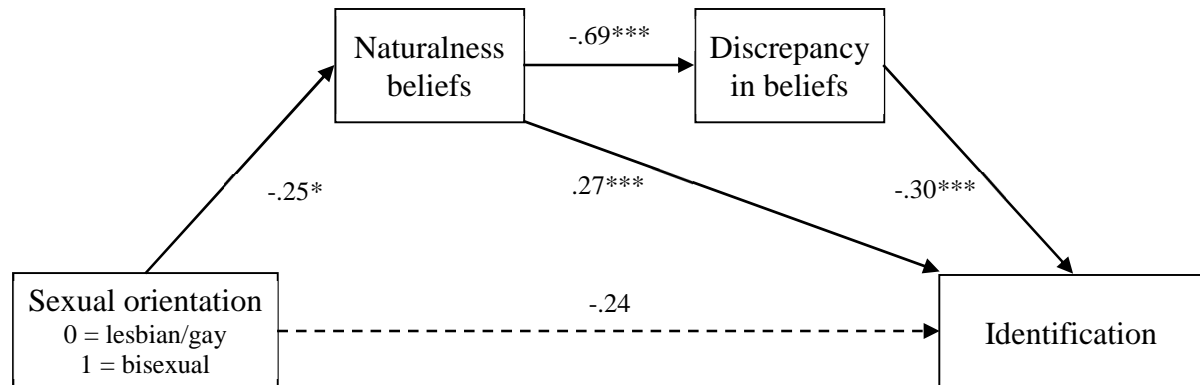 Naturalness
beliefs
-.69***
Discrepancy
in beliefs
-.25*
.27***
-.30***
Sexual orientation
0 = lesbian/gay
1 = bisexual
-.24
Identification